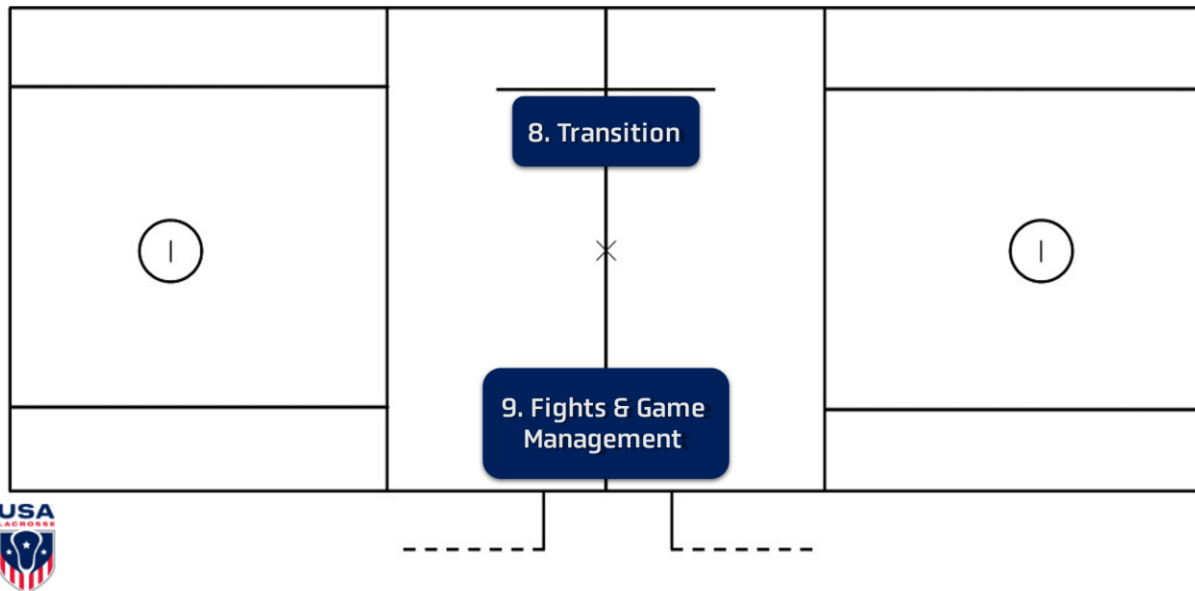 8. Transition
9. Fights & Game
Management
USA
LACROSSE